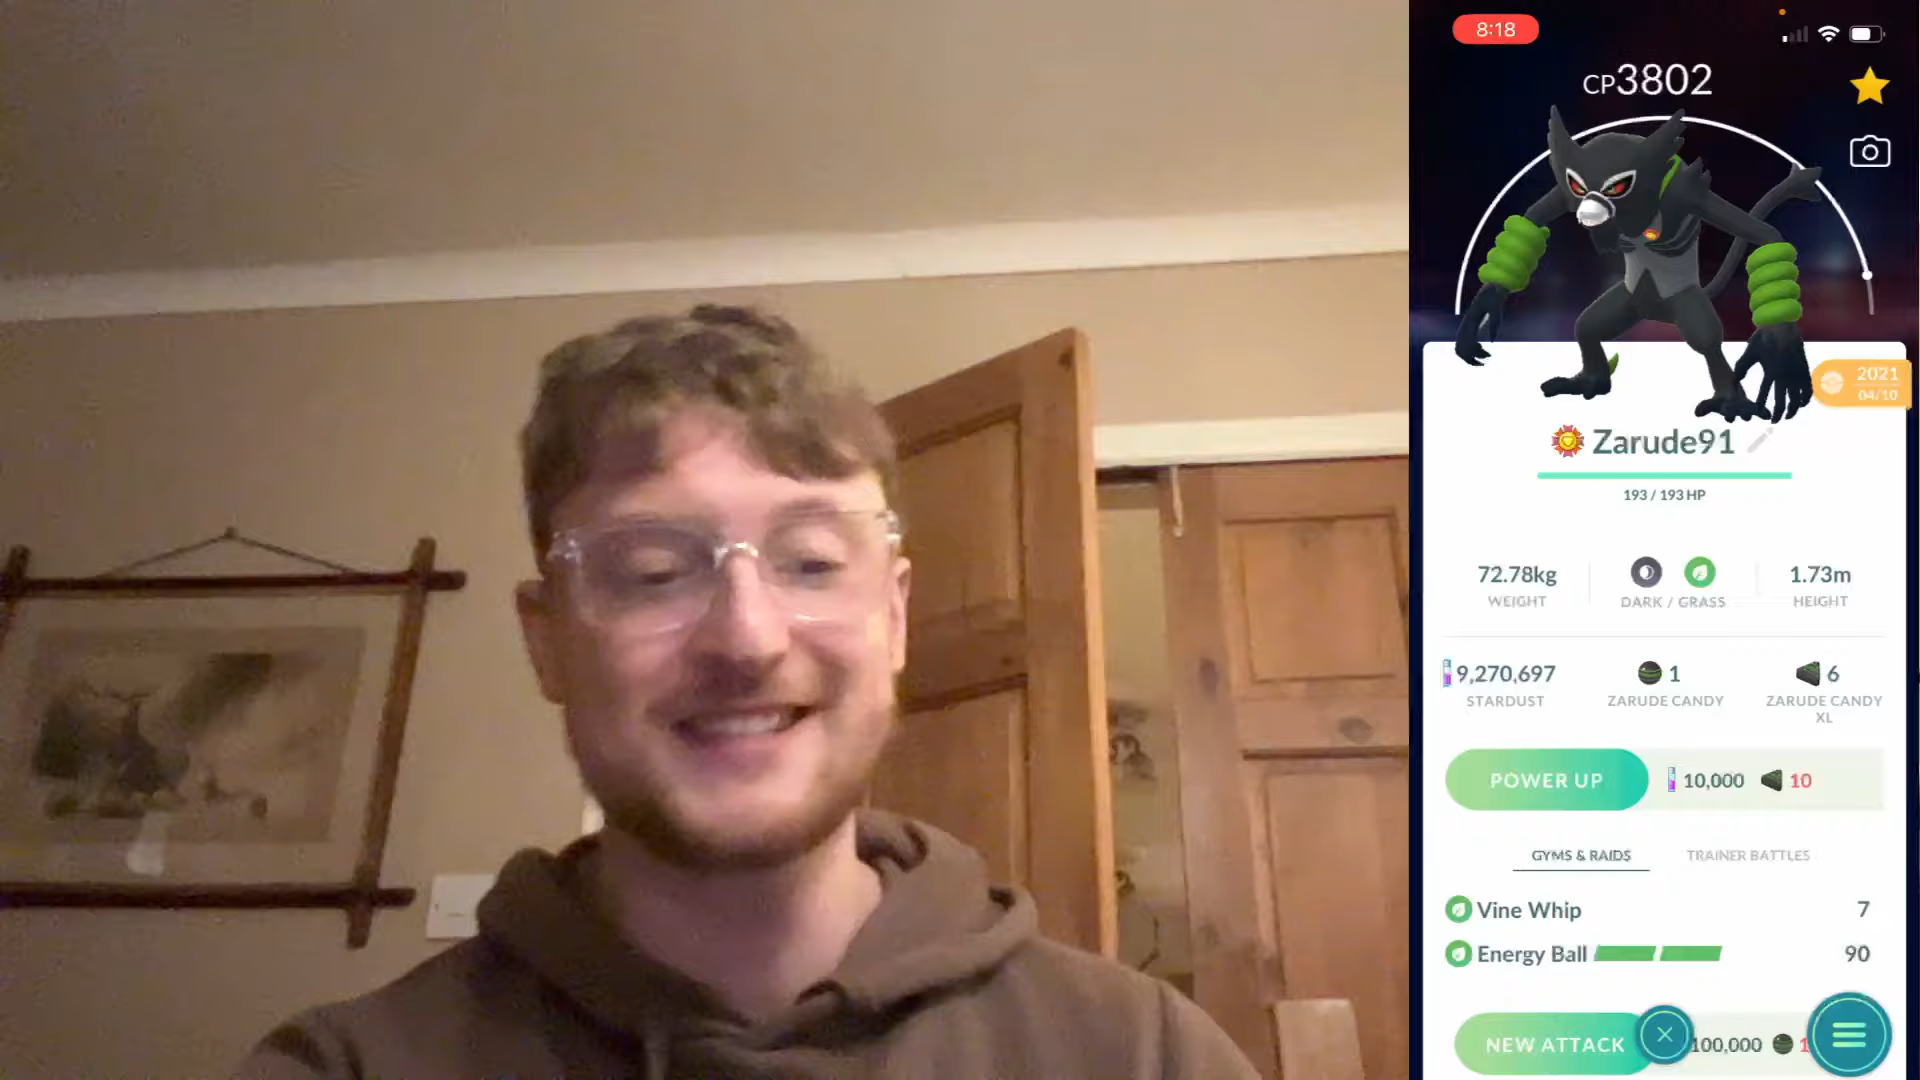 8:18
CP3802
2021
04/10
Zarude91
193 / 193 HP
72.78kg
WEIGHT
DARK / GRASS
1.73m
HEIGHT
9,270,697
STARDUST
1
ZARUDE CANDY
6
ZARUDE CANDY
XL
POWER UP
10,000
10
GYMS & RAIDS
TRAINER BATTLES
Vine Whip
7
Energy Ball
90
NEW ATTACK
100,000